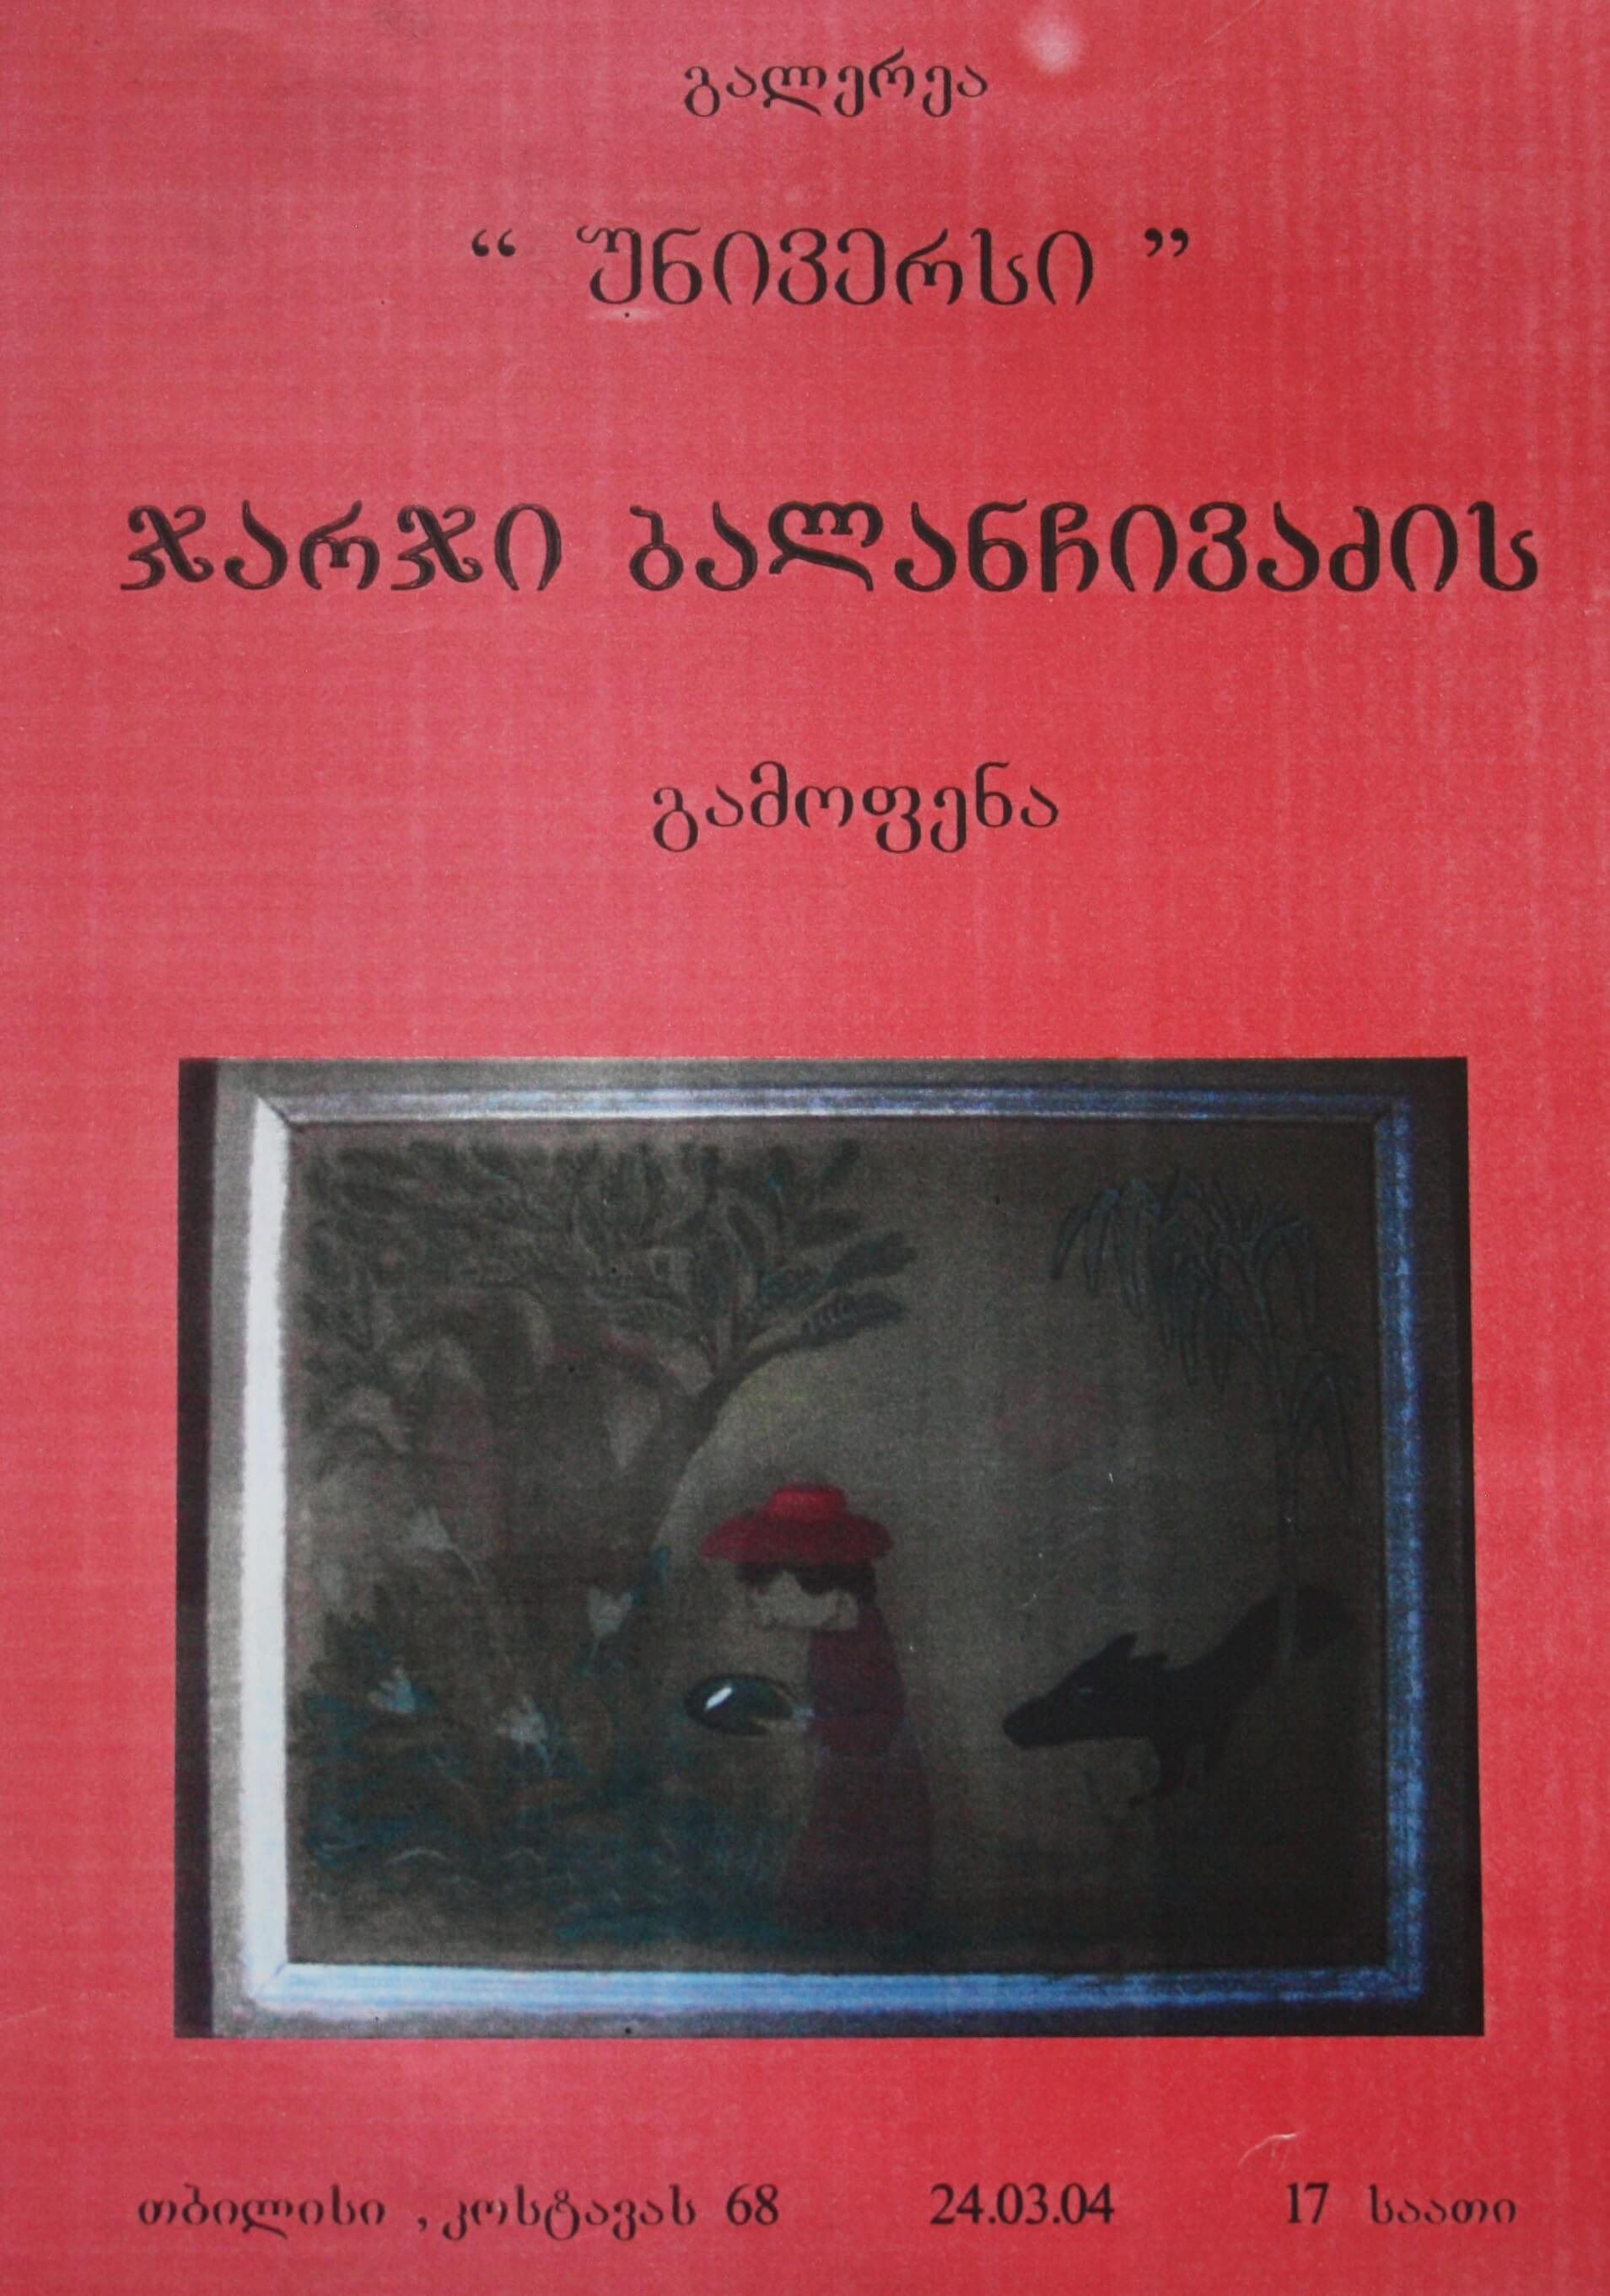 გალერეა
“ უნივერსი ”
ჯარჯი ბალანჩივაძის
გამოფენა
თბილისი , კოსტავას 68 24.03.04 17 საათი